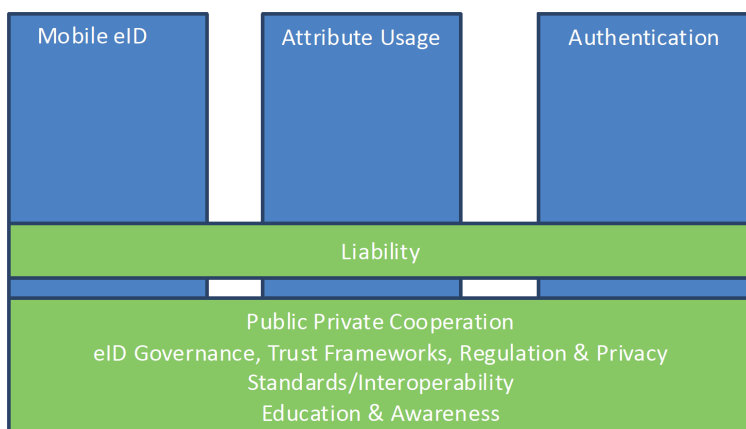 Mobile eID
Attribute Usage
Authentication
Liability
Public Private Cooperation
eID Governance, Trust Frameworks, Regulation & Privacy
Standards/Interoperability
Education & Awareness